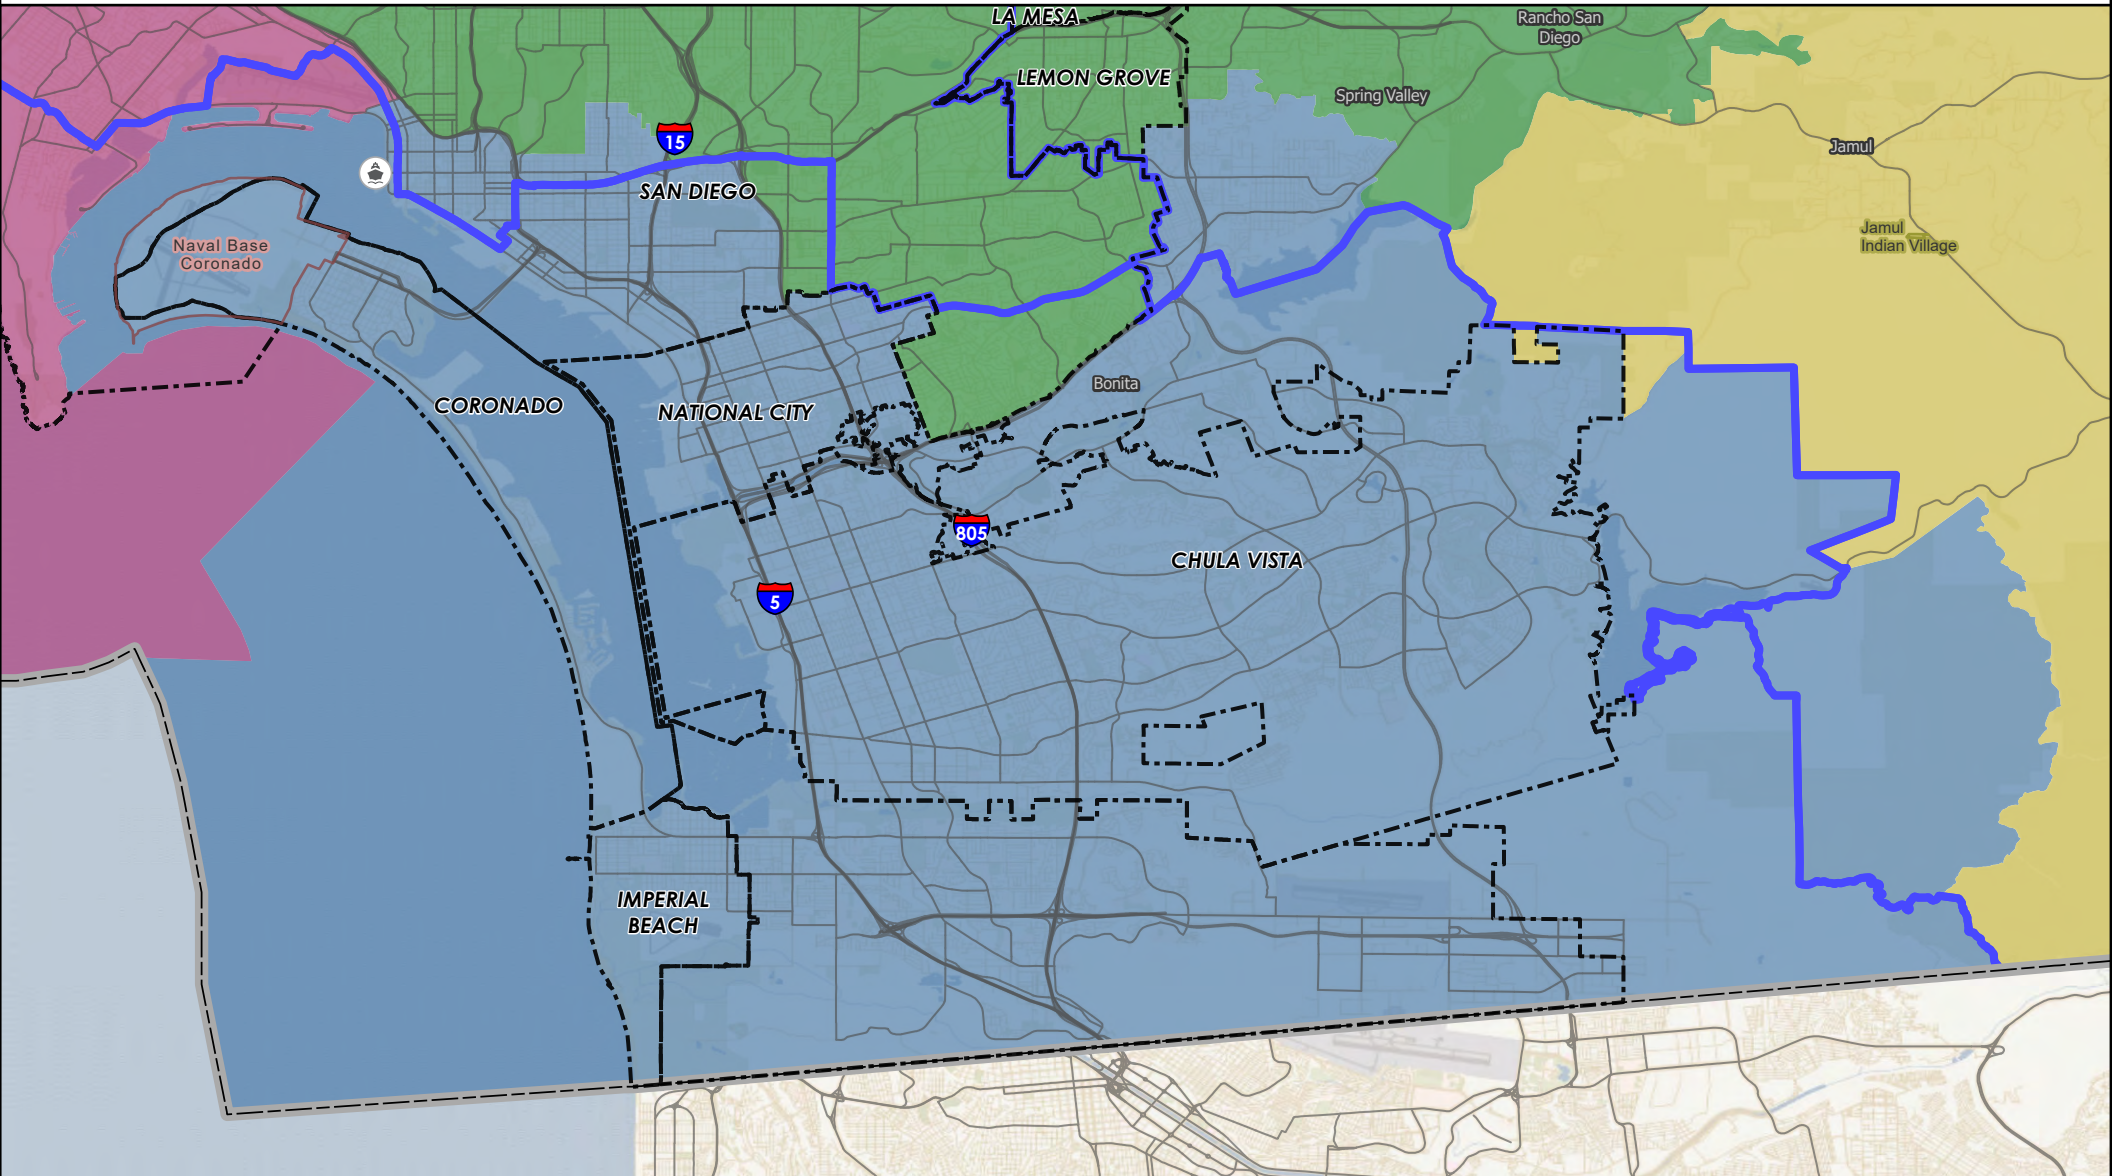 LA MESA
Rancho San
Diego
LEMON GROVE
Spring Valley
15
Jamul
SAN DIEGO
Jamul
Indian Village
Naval Base
Coronado
Bonita
CORONADO
NATIONAL CITY
805
CHULA VISTA
5
IMPERIAL
BEACH